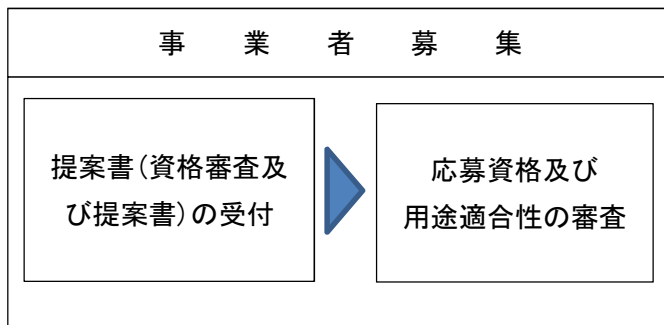 事業者募集
提案書(資格審査及
び提案書)の受付
応募資格及び
用途適合性の審査